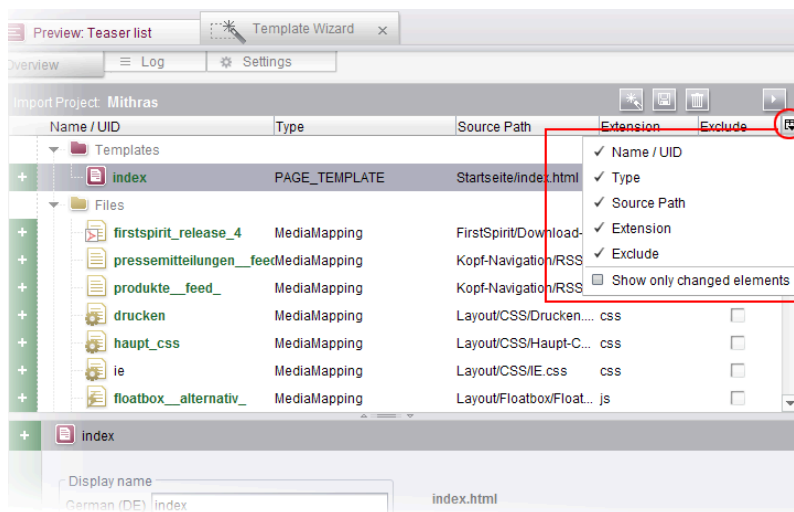 Preview: Teaser list
Template Wizard
Overview
Log
Settings
Import Project: Mithras
Name / UID Type Source Path Extension Exclude
Templates
index PAGE_TEMPLATE Startseite/index.html
Files
firstspirit_release_4 MediaMapping FirstSpirit/Download-
pressemitteilungen__feed MediaMapping Kopf-Navigation/RSS
produkte__feed_ MediaMapping Kopf-Navigation/RSS
drucken MediaMapping Layout/CSS/Drucken.... css
haupt_css MediaMapping Layout/CSS/Haupt-C... css
ie MediaMapping Layout/CSS/IE.css css
floatbox__alternativ_ MediaMapping Layout/Floatbox/Float... js
✓ Name / UID
✓ Type
✓ Source Path
✓ Extension
✓ Exclude
Show only changed elements
index
Display name
German (DE) index
index.html